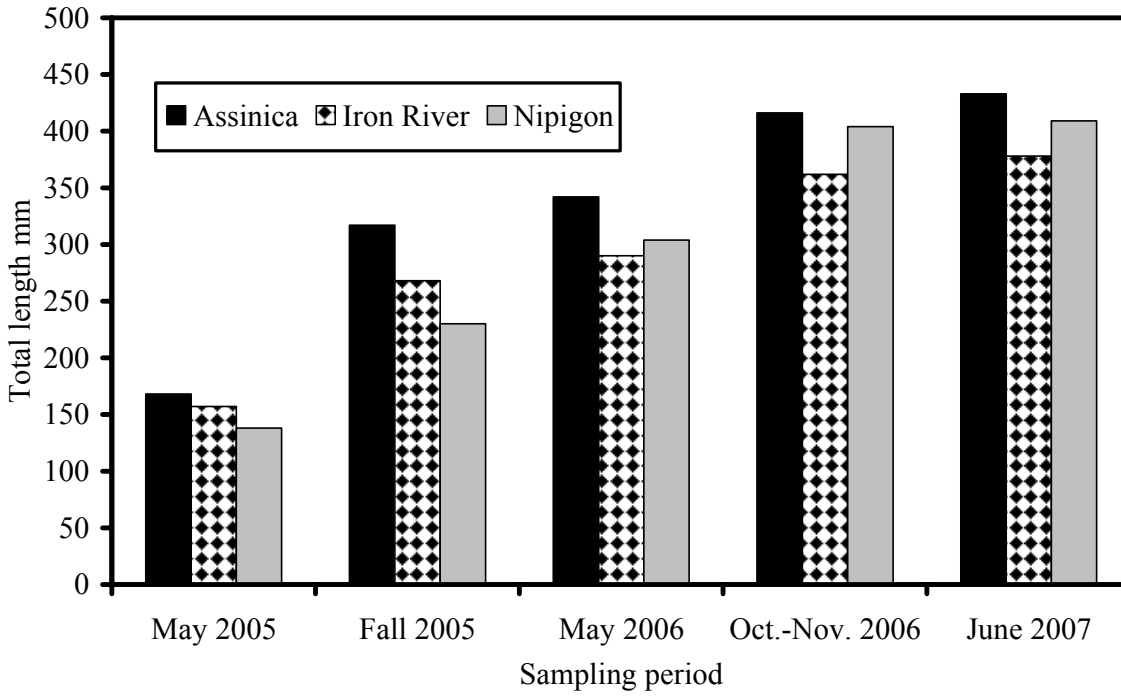 500
450
400
350
300
250
200
150
100
50
0
Total length mm
Assinica Iron River Nipigon
May 2005 Fall 2005 May 2006 Oct.-Nov. 2006 June 2007
Sampling period